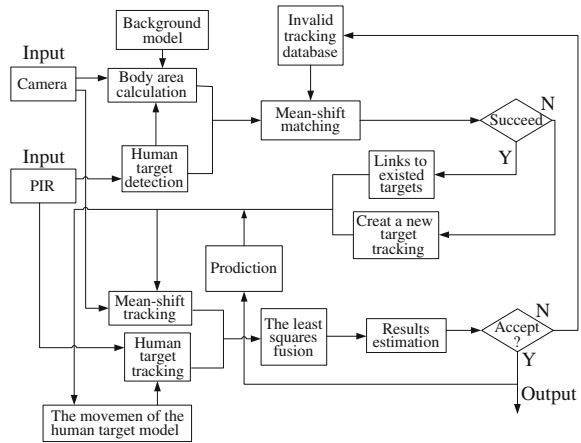 Background
model
Invalid
tracking
database
Input
Camera
Body area
calculation
Mean-shift
matching
Succeed
N
Y
Input
PIR
Human
target
detection
Links to
existed
targets
Creat a new
target
tracking
Prodiction
Mean-shift
tracking
Human
target
tracking
The least
squares
fusion
Results
estimation
Accept
?
N
Y
Output
The movemen of the
human target model